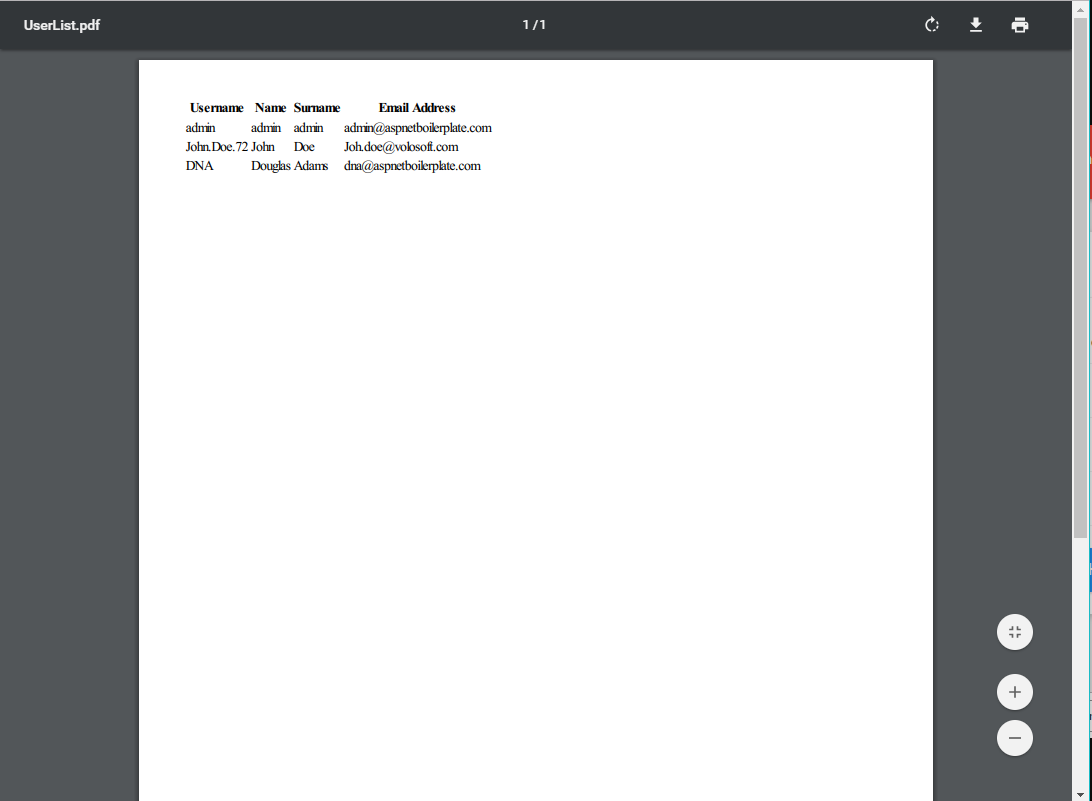 UserList.pdf
1 / 1
Username Name Surname Email Address
admin admin admin admin@aspnetboilerplate.com
John.Doe.72 John Doe Joh.doe@volosoft.com
DNA Douglas Adams dna@aspnetboilerplate.com